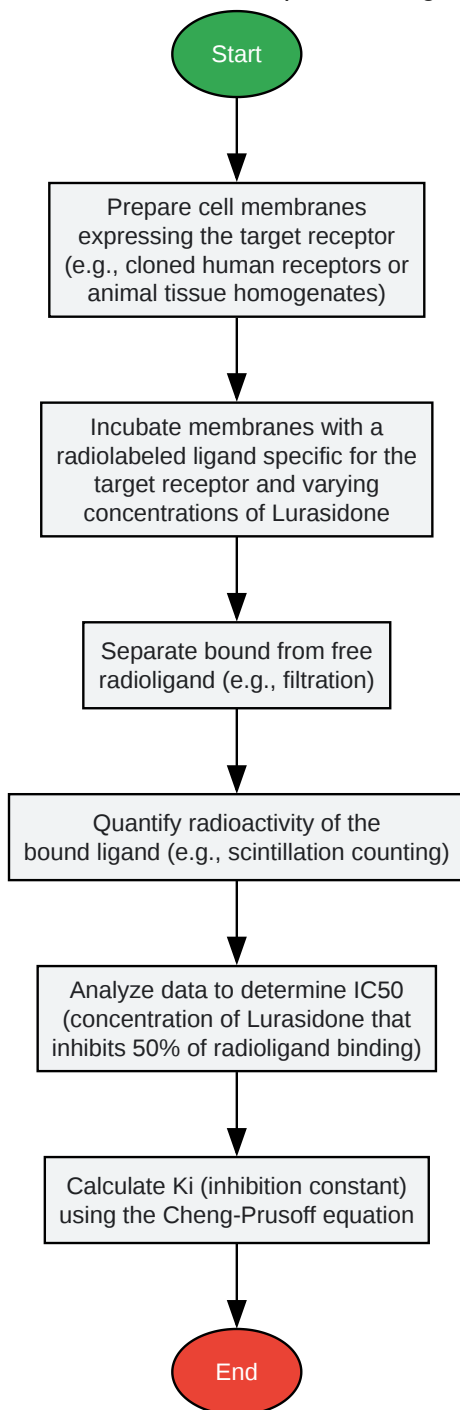 Start
Prepare cell membranes
expressing the target receptor
(e.g., cloned human receptors or
animal tissue homogenates)
Incubate membranes with a
radiolabeled ligand specific for the
target receptor and varying
concentrations of Lurasidone
Separate bound from free
radioligand (e.g., filtration)
Quantify radioactivity of the
bound ligand (e.g., scintillation counting)
Analyze data to determine IC50
(concentration of Lurasidone that
inhibits 50% of radioligand binding)
Calculate Ki (inhibition constant)
using the Cheng-Prusoff equation
End